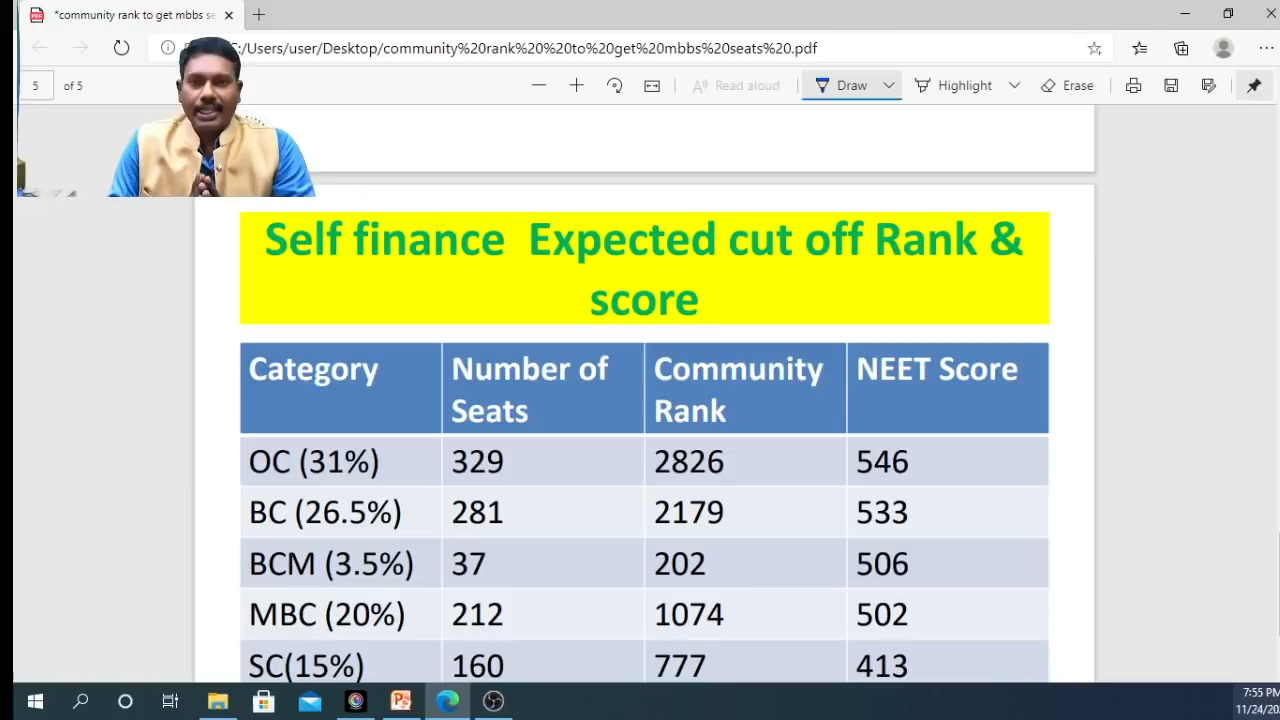 *community rank to get mbbs se
C:/Users/user/Desktop/community%20rank%20%20to%20get%20mbbs%20seats%20.pdf
5 of 5
Read aloud
Draw
Highlight
Erase
Self finance Expected cut off Rank &
score
Category Number of Seats Community Rank NEET Score
OC (31%) 329 2826 546
BC (26.5%) 281 2179 533
BCM (3.5%) 37 202 506
MBC (20%) 212 1074 502
SC(15%) 160 777 413
7:55 PM
11/24/20